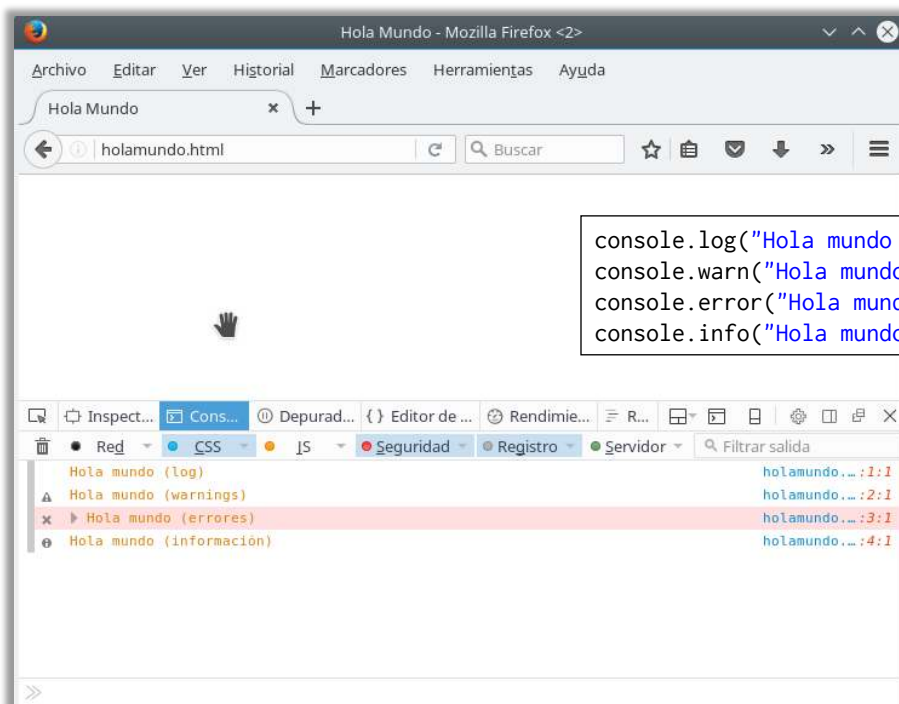 Hola Mundo - Mozilla Firefox <2>
Archivo Editar Ver Historial Marcadores Herramientas Ayuda
Hola Mundo
holamundo.html Buscar
console.log("Hola mundo
console.warn("Hola mundo
console.error("Hola mund
console.info("Hola mundo
Inspect... Cons... Depurad... {} Editor de ... Rendimie... R...
Red CSS JS Seguridad Registro Servidor Filtrar salida
Hola mundo (log) holamundo.…:1:1
Hola mundo (warnings) holamundo.…:2:1
Hola mundo (errores) holamundo.…:3:1
Hola mundo (información) holamundo.…:4:1